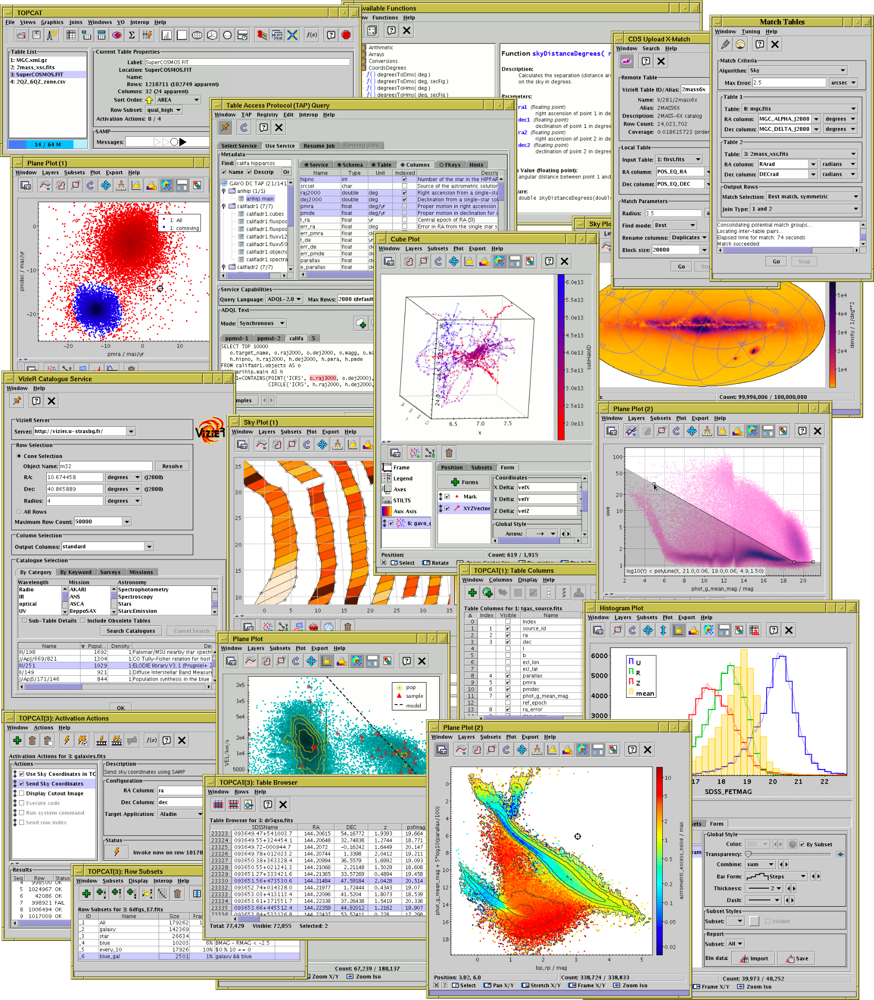 TOPCAT
File Views Graphics Joins Windows VO Interop Help
Table List
1: MGC.xml.gz
2: 2mass_xsc.fits
3: SuperCOSMOS.FIT
4: 2QZ_6QZ_zone.csv
14 / 64 M
Current Table Properties
Label: SuperCOSMOS.FIT
Location: SuperCOSMOS.FIT
Name:
Rows: 1210711 (102749 apparent)
Columns: 32 (24 apparent)
Sort Order: AREA
Row Subset: qual_high
Activation Actions: 0 / 4
SAMP
Messages:
Available Functions
Functions Help
Arithmetic
Arrays
Conversions
CoordsDegrees
f() degreesToDms( deg )
f() degreesToDms( deg, secFig )
f() degreesToHms( deg )
f() degreesToHms( deg, secFig )
Function skyDistanceDegrees( r
Description:
Calculates the separation (distance ar
on the sky in degrees.
Parameters:
ra1 (floating point)
right ascension of point 1 in de
dec1 (floating point)
declination of point 1 in degree
ra2 (floating point)
right ascension of point 2 in de
dec2 (floating point)
declination of point 2 in degree
Value (floating point):
angular distance between point 1 and
double skyDistanceDegrees(doubl
CDS Upload X-Match
Window Search Help
Remote Table
VizieR Table ID/Alias: 2mass6x
Name: II/281/2mass6x
Alias: 2MASS6X
Description: 2MASS-6X catalog
Row Count: 24,023,702
Coverage: 0.018615723 (order
Local Table
Input Table: 1: first.fits
RA column: POS_EQ_RA
Dec column: POS_EQ_DEC
Match Parameters
Radius: 3.5
Find mode: Best
Rename columns: Duplicates
Block size: 20000
Go
Match Tables
Window Tuning Help
Match Criteria
Algorithm: Sky
Max Error: 2.5 arcsec
Table 1
Table: 8: mgc.fits
RA column: MGC_ALPHA_J2000 degrees
Dec column: MGC_DELTA_J2000 degrees
Table 2
Table: 3: 2mass_xsc.fits
RA column: RArad radians
Dec column: DECrad radians
Output Rows
Match Selection: Best match, symmetric
Join Type: 1 and 2
Consolidating potential match groups...
Locating inter-table pairs...
Elapsed time for match: 74 seconds
Match succeeded
Go Stop
Plane Plot (1)
Window Layers Subsets Plot Export Help
1: All
1: comoving
0
-10
-20
pmdec / mas/yr
-20 -10 0 10
pmra / mas/yr
Table Access Protocol (TAP) Query
Window TAP Registry Edit Interop Help
Select Service Use Service Resume Job Running Jobs
Metadata
Find: califa hipparcos
Name Descrip Or
GAVO DC TAP (21/141
arihip (1/1)
arihip.main
califadr1 (7/7)
califadr1.cubes
califadr1.fluxpos
califadr1.fluxpos
califadr1.fluxv12
califadr1.fluxv50
califadr1.objects
califadr1.spectra
califadr2 (7/7)
Service Schema Table Columns FKeys Hints
Name Type Unit Indexed Descrip
hipno int Number of the star in the HIPPAR
srcsel char Source of the astrometric solution
raj2000 double deg Right ascension from a single-sta
dej2000 double deg Declination from a single-star sol
pmra float deg/yr Proper motion in right ascension
pmde float deg/yr Proper motion in declination for a
t_ra float yr Central epoch of RA (SI)
err_ra float deg Error in RA from the single star s
err_pmra float
t_de float
err_de float
err_pmde float
parallax float
e_parallax float
Service Capabilities
Query Language: ADQL-2.0 Max Rows: 2000 (default
ADQL Text
Mode: Synchronous
ppmxl-1 ppmxl-2 califa 5
SELECT TOP 10000
o.target_name, o.raj2000, o.dej2000, o.magg, o.ma
h.hipno, h.raj2000, h.dej2000, h.pmra, h.pmde
FROM califadr1.objects AS o
JOIN arihip.main AS h
1=CONTAINS(POINT('ICRS', o.raj3000, o.dej2000),
CIRCLE('ICRS', h.raj2000, h.dej2000,
Cube Plot
Window Layers Subsets Plot Export Help
6.0e13
5.5e13
5.0e13
4.5e13
4.0e13
3.5e13
3.0e13
2.5e13
2.0e13
subHaloID
6.5 7.0 7.5
x
Frame
Legend
Axes
STILTS
Aux Axis
6: gavo_
Position Subsets Form
Forms
Mark
XYZVector
Coordinates
X Delta: velX
Y Delta: velY
Z Delta: velZ
Global Style
Arrow:
Position: Count: 619 / 1,915
Select Rotate
Sky Plo
5e4
4e4
3e4
2e4
1e4
density / 1/deg**2
Count: 99,996,006 / 100,000,000
VizieR Catalogue Service
Window Help
VizieR Server
Server: http://vizier.u-strasbg.fr/
VizieR
Row Selection
Cone Selection
Object Name: m32 Resolve
RA: 10.674458 degrees (J2000)
Dec: 40.865889 degrees (J2000)
Radius: 4 degrees
All Rows
Maximum Row Count: 50000
Column Selection
Output Columns: standard
Catalogue Selection
By Category By Keyword Surveys Missions
Wavelength Mission Astronomy
Radio AKARI Spectrophotometry
IR ANS Spectroscopy
optical ASCA Stars
UV BeppoSAX Stars:Emission
Sub-Table Details Include Obsolete Tables
Search Catalogues Cancel Search
Name Popul... Density De
III/198 1692 1 Palomar/MSU nearby star spectr
J/ApJ/669/821 1304 1 CO Tully-Fisher relation for host
III/251 1029 1 ELODIE library V3.1 (Prugniel+ 2
II/149 921 1 Diffuse Interstellar Band Measure
J/ApJS/171/146 844 1 Population synthesis in the blue.
OK
Sky Plot (1)
Window Layers Subsets Plot Export Help
35
30
25
20
15
10
0 5 10 15 20 25 30 35
Plane Plot (2)
Window Layers Subsets Plot Export Help
100
50
20
10
5
2
1
uwe
log10(Y) < polyLine(X, 21.0,0.06, 19.0,0.06, 4.9,1.50)
2 4 6 8 10 12 14 16 18 20
phot_g_mean_mag / mag
TOPCAT(1): Table Columns
Window Columns Display Help
Table Columns for 1: tgas_source.fits
Index Visible Name
0 Index
1 1 source_id
2 2 ra
3 3 dec
4 l
5 b
6 ecl_lon
7 ecl_lat
8 4 parallax
9 5 pmra
10 6 pmdec
11 7 phot_g_mean_mag
12 ref_epoch
13 8 ra_error
Histogram Plot
Window Layers Subsets Plot Export Help
U
R
Z
mean
6000
5000
4000
3000
17 18 19 20 21 22
SDSS_PETMAG
Form
Global Style
Color: By Subset
Transparency:
Combine: sum
Bar Form: Steps
Thickness: 2
Dash:
Subset Styles
Subset: Visible
Report
Subset: All
Bin data: Import Save
Count: 39,973 / 40,252
Frame X/Y Zoom Iso
Plane Plot
Window Layers Subsets Plot Export Help
pop
sample
model
2e5
1e5
5e4
2e4
1e4
5000
VEL/km/s
Count: 67,239 / 180,137
Zoom X/Y Zoom Iso
TOPCAT(3): Activation Actions
Window Actions Help
Activation Actions for 3: galaxies.fits
Actions
Use Sky Coordinates in TO
Send Sky Coordinates
Display Cutout Image
Execute code
Run system command
Send row index
Description
Send sky coordinates using SAMP
Configuration
RA Column: ra
Dec Column: dec
Target Application: Aladin
Status
Invoke now on row 10170
Results
Seq Row Status
4 998500 OK
5 1024967 OK
6 42086 OK
7 998921 FAIL
8 1006494 OK
9 1017009 OK
TOPCAT(3): Row Subsets
Window Subsets Display Interop Help
Row Subsets for 3: 6dfgs_E7.fits
ID Name Size Frac
_1 All 179262
_2 galaxy 142369
_3 star 26634
_4 blue 10203 6% BMAG - RMAG < -2.5
_5 every_10 17926 10% $0 % 10 == 0
_6 blue_gal 2501 1% galaxy && blue
TOPCAT(3): Table Browser
Window Rows Help
Table Browser for 3: dr5qso.fits
SDSSName RA DEC z psfmag
23323 093649.47+541003.7 144.20615 54.16772 1.9393 19.664
23324 093649.55+324454.1 144.20648 32.74838 1.2744 18.771
23325 093649.72-000944.7 144.2072 -0.16242 1.6449 20.147
23326 093649.78+012023.2 144.20744 1.3398 2.0412 19.211
23327 093650.38+363328.4 144.20994 36.5579 1.6992 19.093
23328 093650.55+021241.3 144.21066 2.21148 1.5029 18.608
23329 093651.27+333421.6 144.21365 33.57269 0.4894 19.458
23330 093651.56+473530.6 144.21484 47.59184 2.0428 20.514
23331 093652.74+014328.0 144.21977 1.72444 0.4343 19.07
23333 093653.03+413113.4 144.22096 41.5204 1.8073 18.539
23334 093653.61+371551.7 144.22338 37.26438 1.5419 20.336
23335 093653.66+445512.4 144.22359 44.92012 1.2162 19.907
23336 093653.84+533126.8 144.22437 53.52411 0.228 17.298
Total: 77,429 Visible: 72,055 Selected: 2
Plane Plot (2)
Window Layers Subsets Plot Export Help
0
2
4
6
8
10
12
14
16
18
phot_g_mean_mag + 5*log10(parallax/100)
0 1 2 3 4 5
bp_rp / mag
10
5
2
1
0.5
0.2
0.1
0.05
0.02
astrometric_excess_noise / mas
Position: 3.02, 6.0 Count: 338,724 / 338,833
Select Pan X/Y Stretch X/Y Frame X/Y Zoom Iso